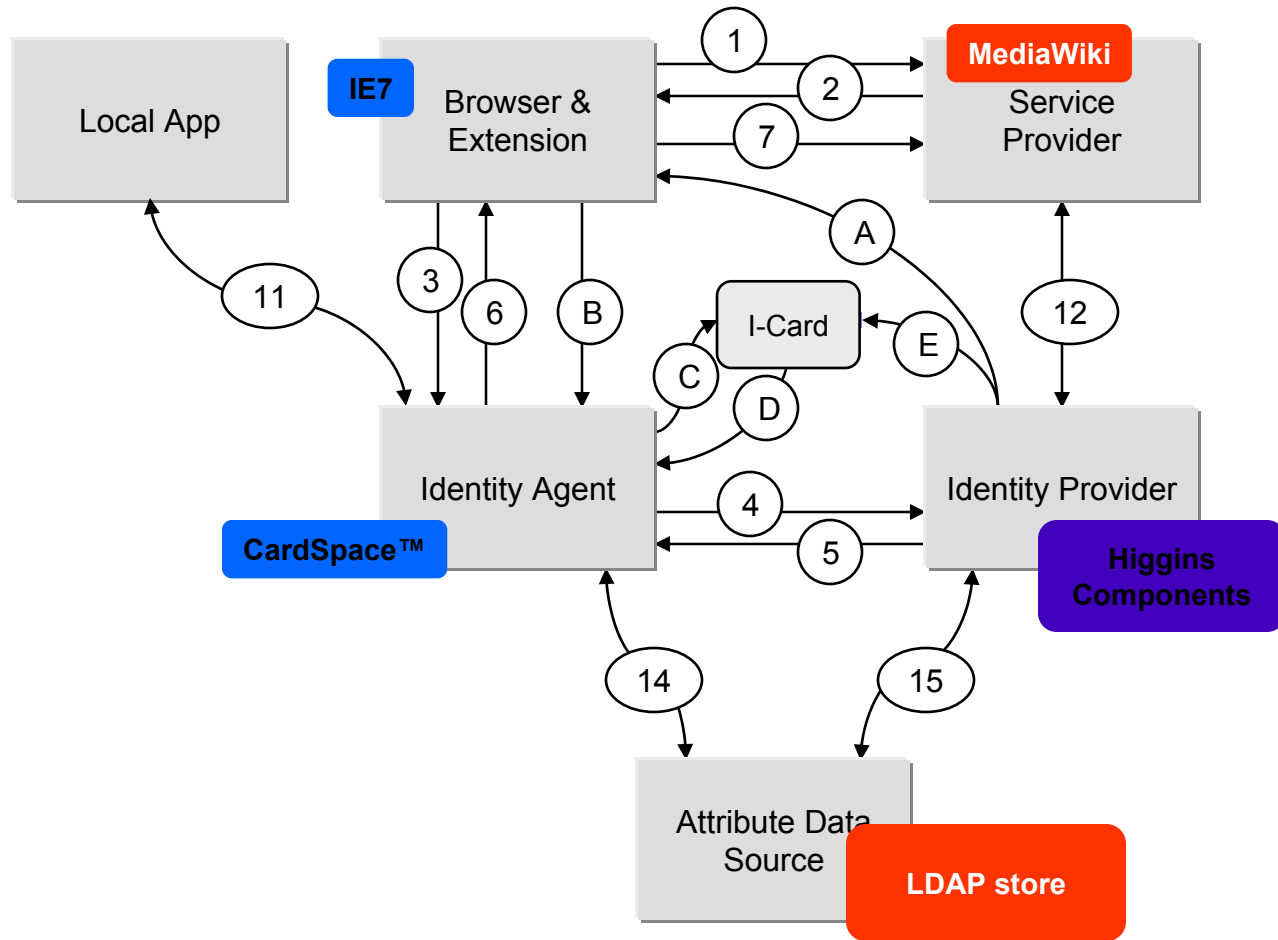 1
MediaWiki
IE7
Browser &
Extension
2
Service
Provider
Local App
7
A
11
3
6
B
I-Card
12
C
E
D
Identity Agent
4
Identity Provider
CardSpace™
5
Higgins
Components
14
15
Attribute Data
Source
LDAP store